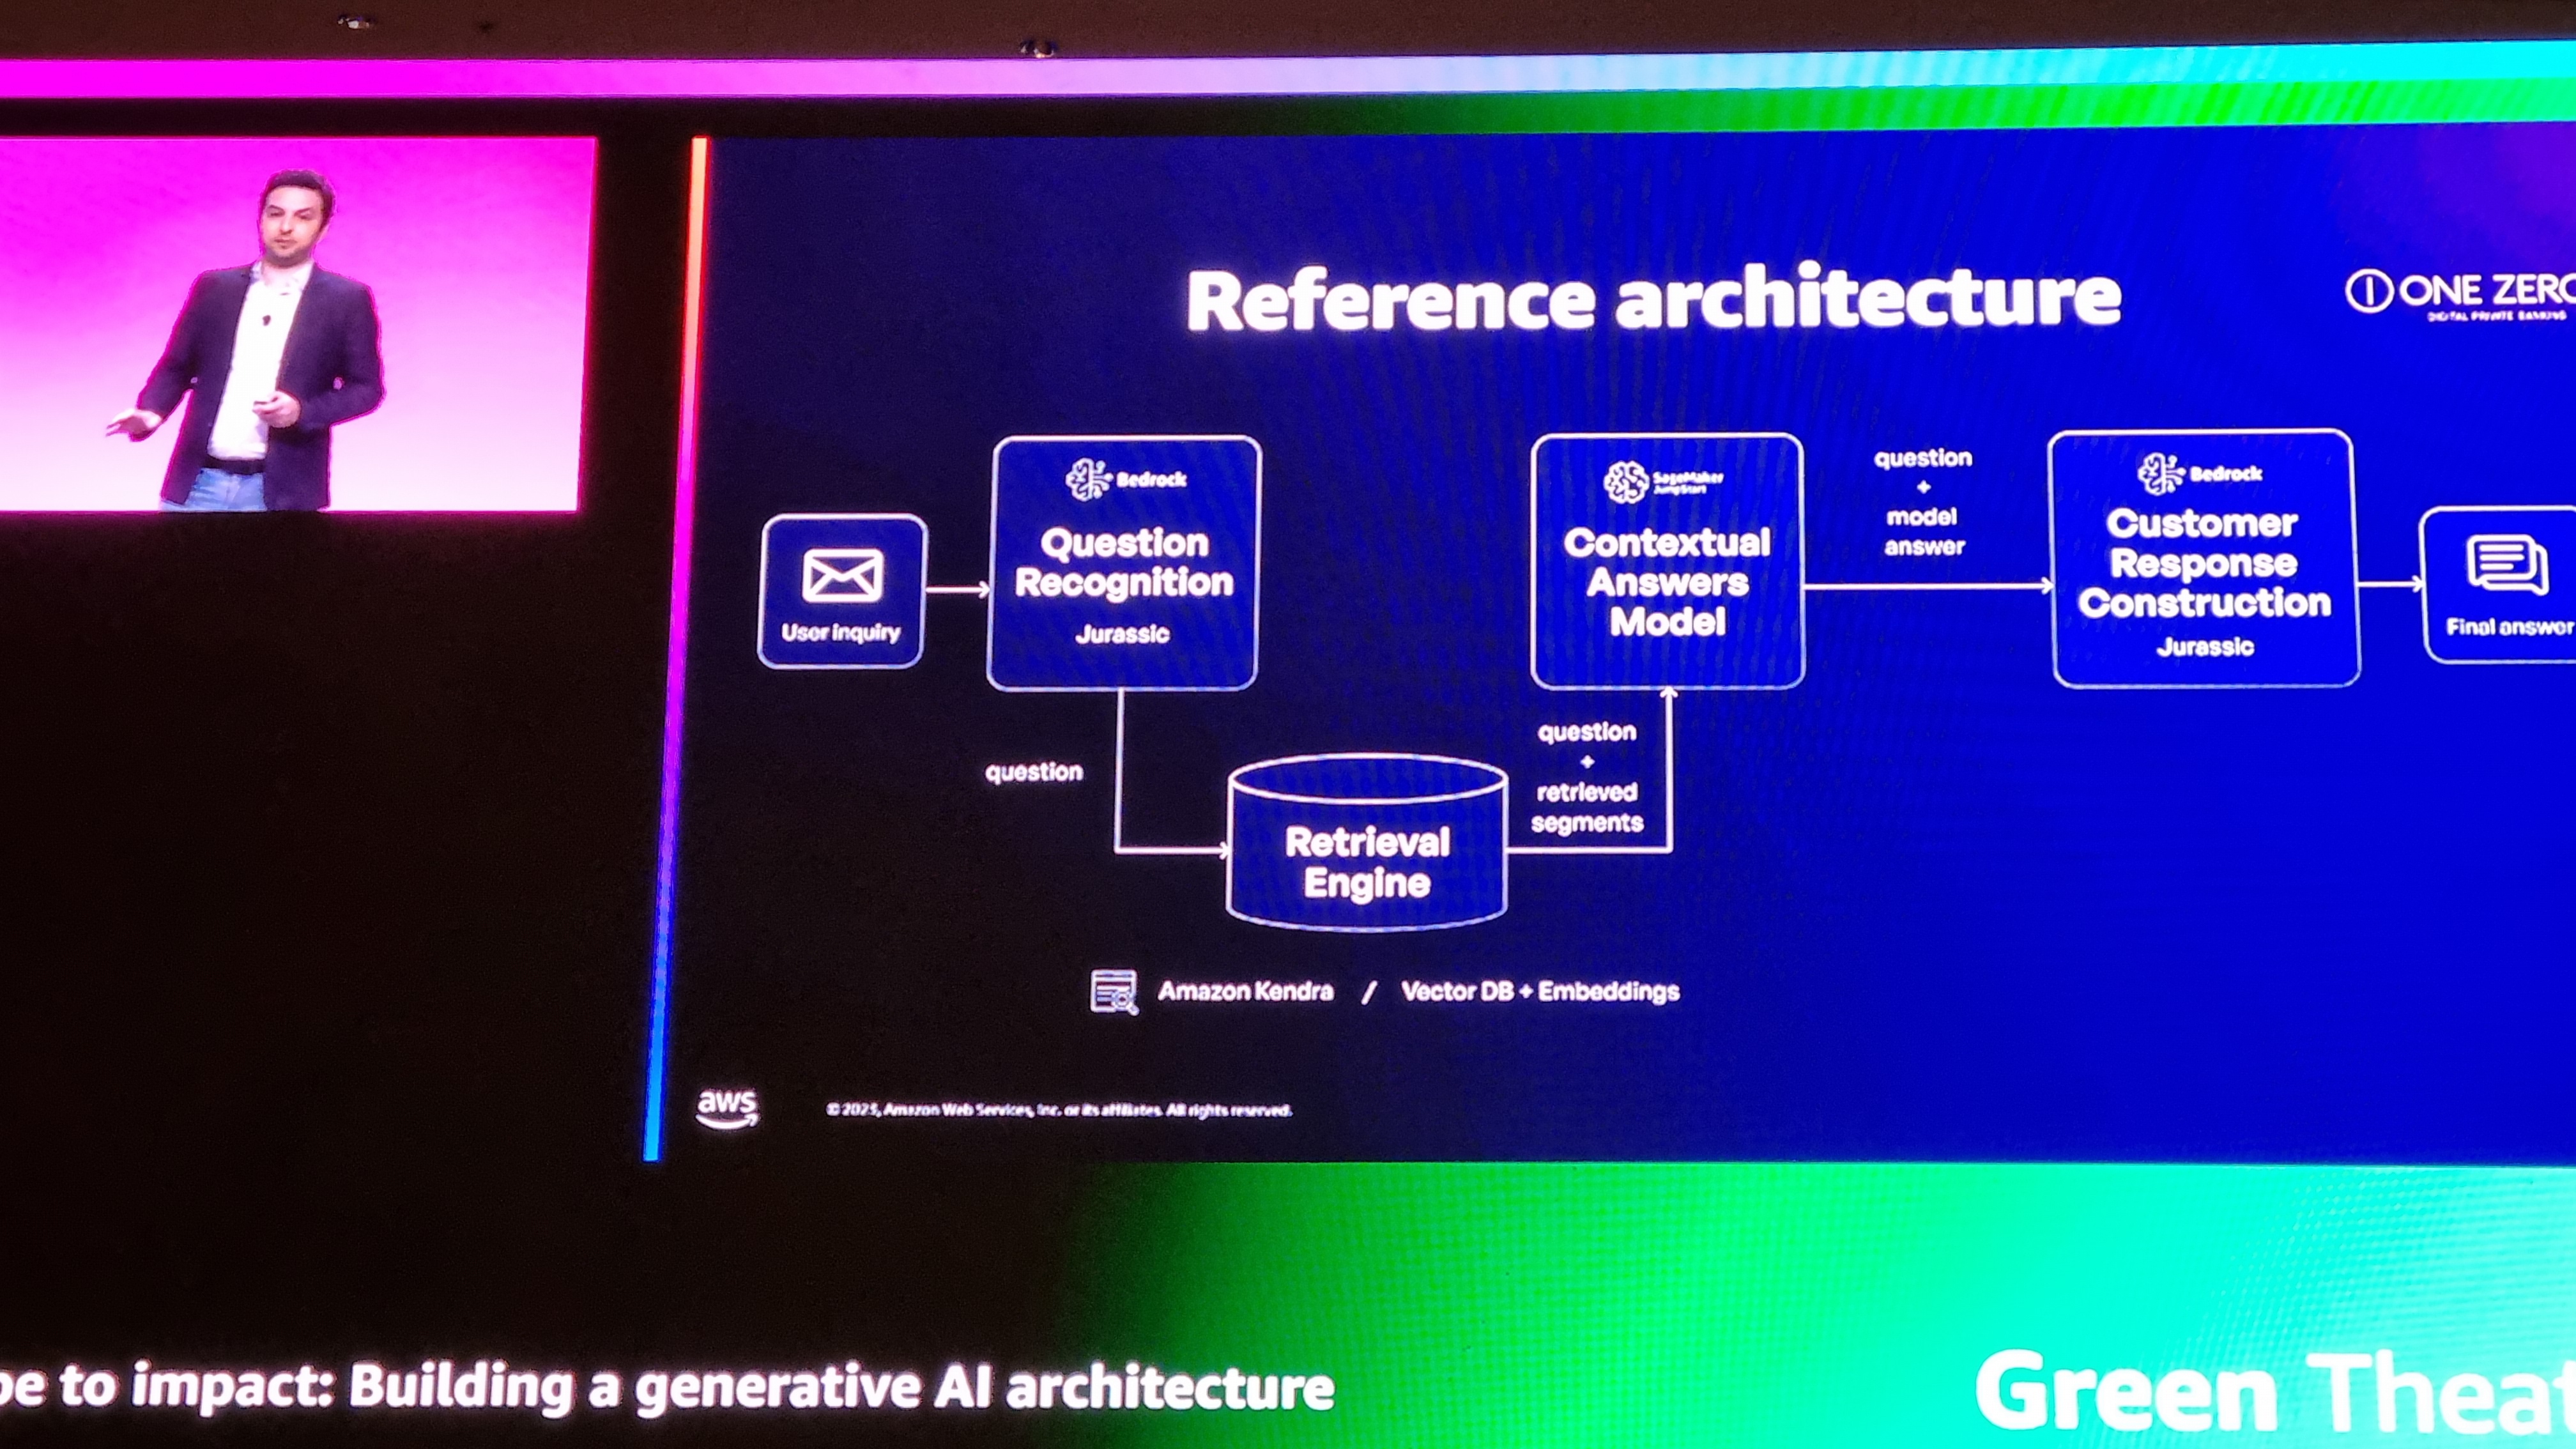 Reference architecture
ONE ZERO
DIGITAL PRIVATE BANKING
User inquiry
Bedrock
Question
Recognition
Jurassic
question
Retrieval
Engine
question
+
retrieved
segments
SageMaker
JumpStart
Contextual
Answers
Model
question
+
model
answer
Bedrock
Customer
Response
Construction
Jurassic
Final answer
Amazon Kendra / Vector DB + Embeddings
aws
© 2023, Amazon Web Services, Inc. or its affiliates. All rights reserved.
pe to impact: Building a generative AI architecture
Green Theat